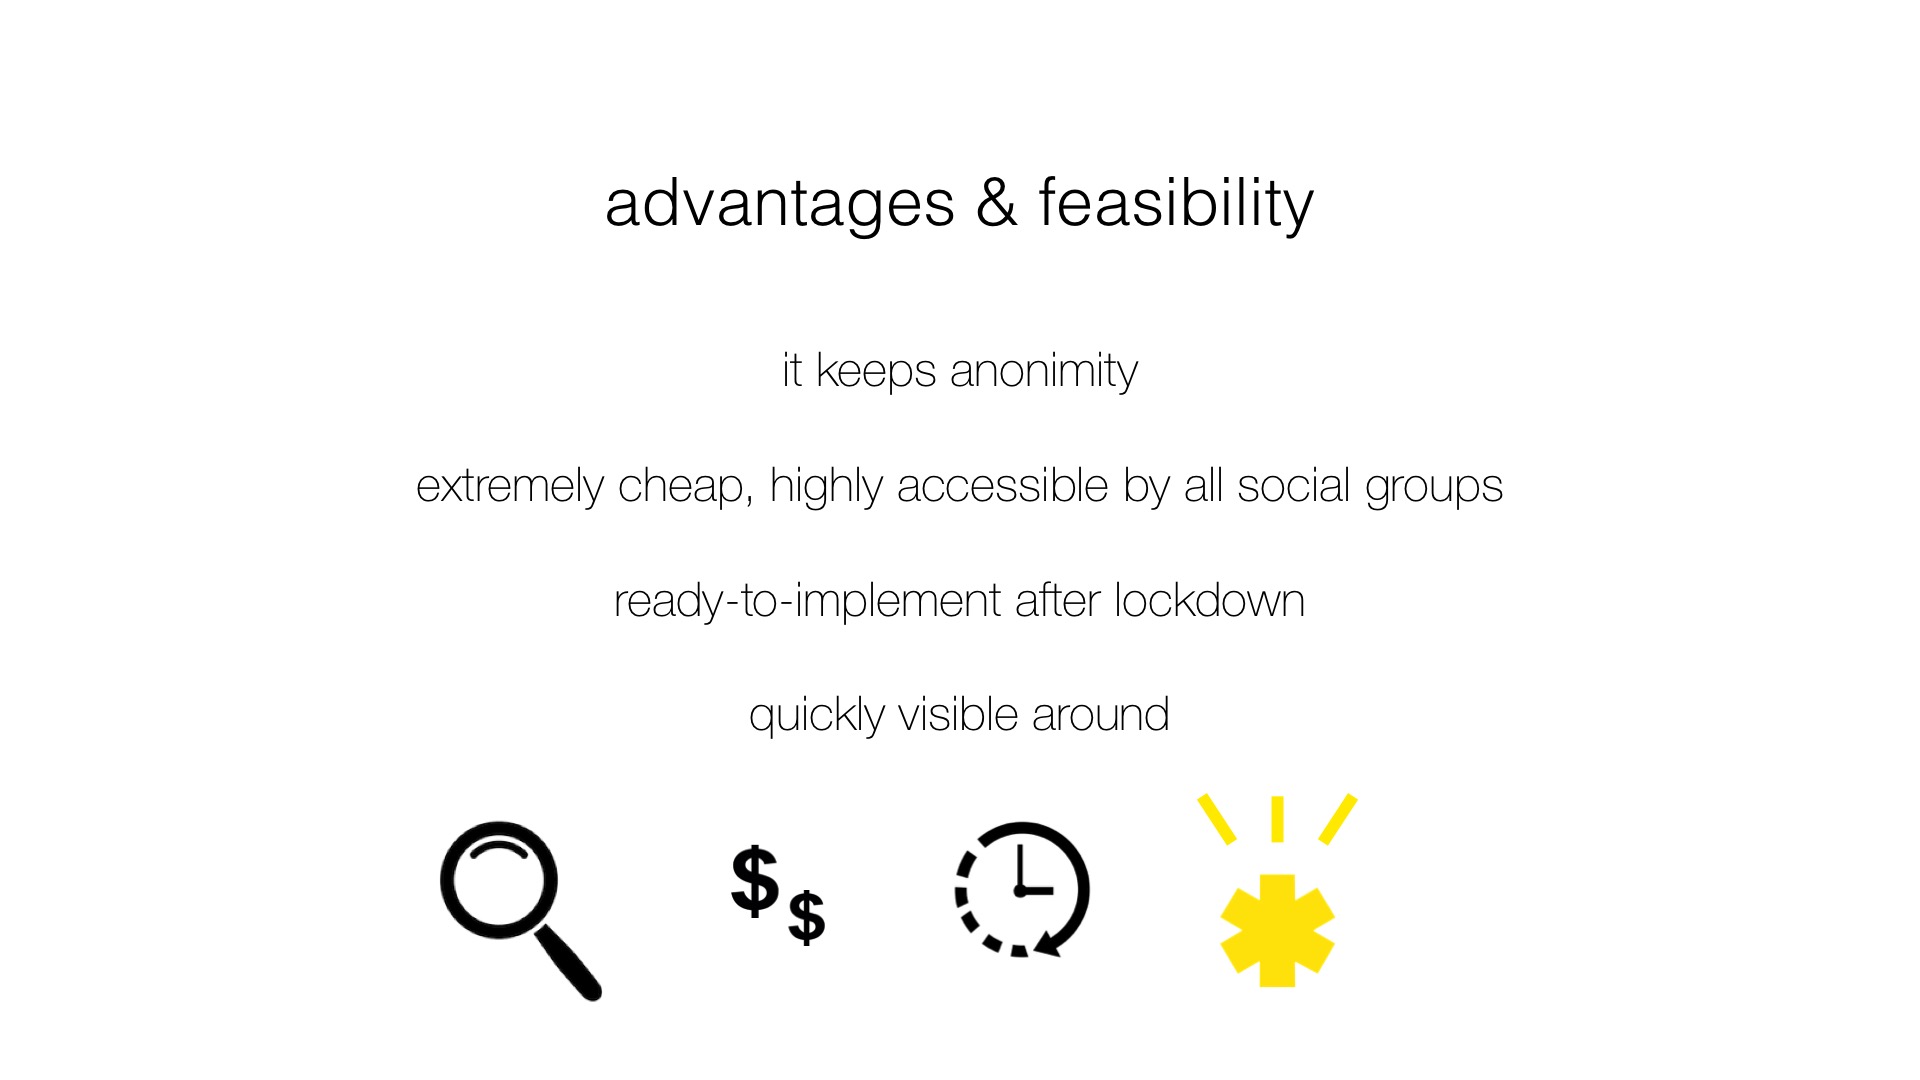 advantages & feasibility
it keeps anonimity
extremely cheap, highly accessible by all social groups
ready-to-implement after lockdown
quickly visible around
$
$